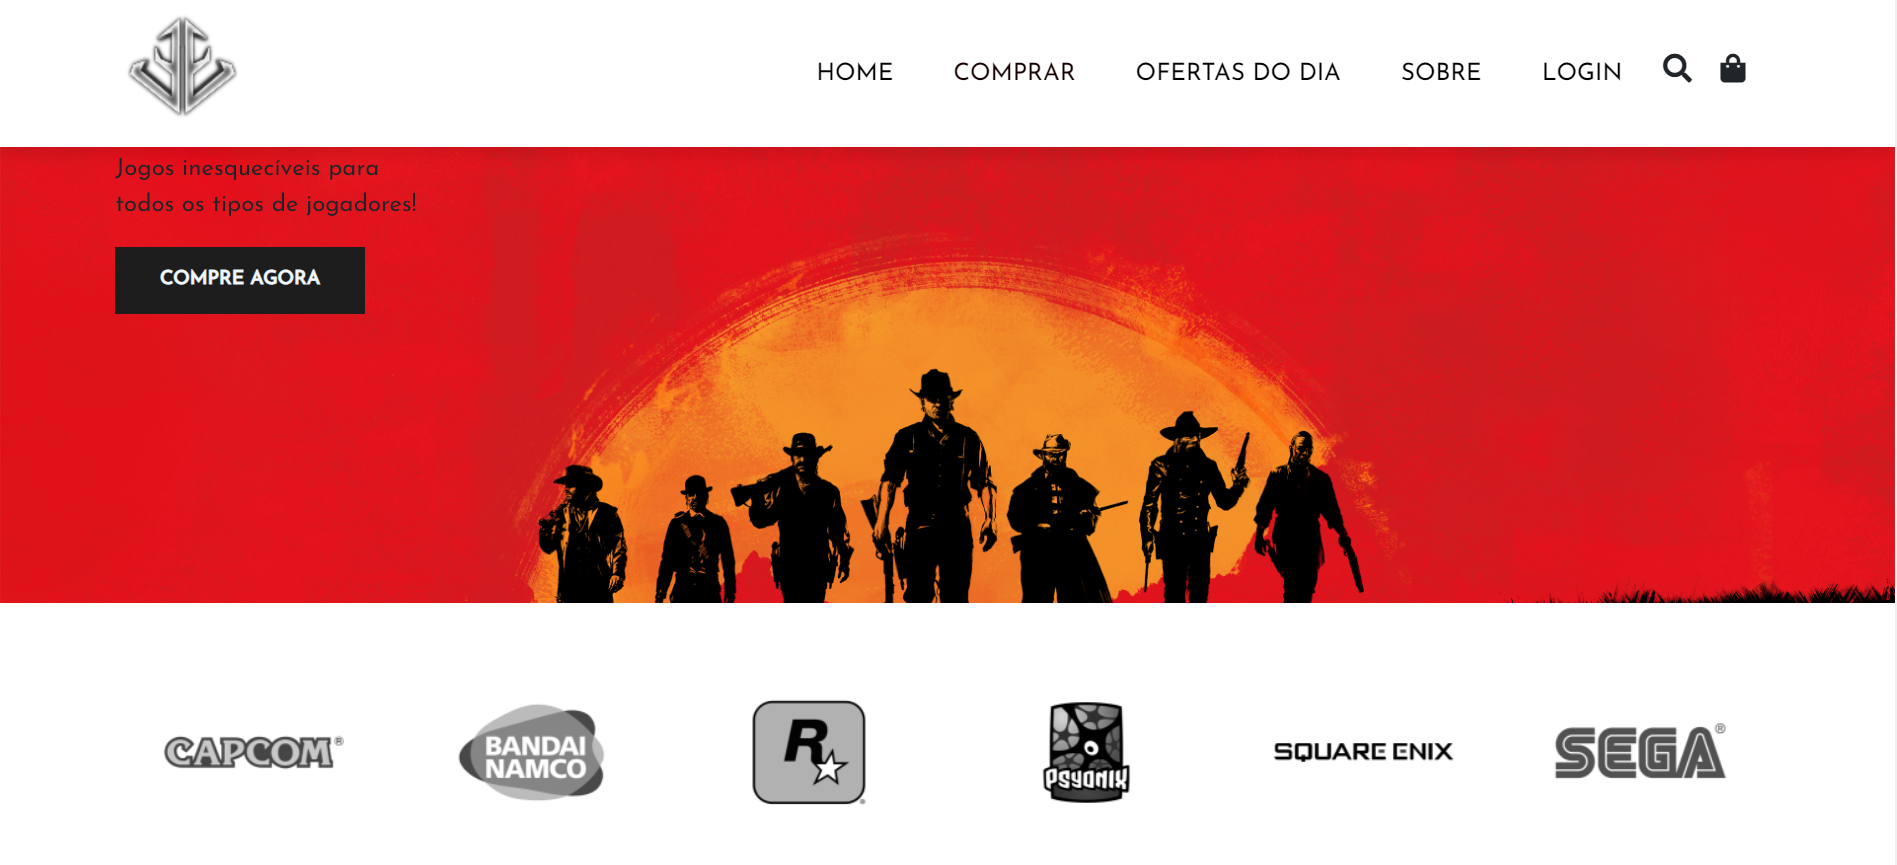 HOME COMPRAR OFERTAS DO DIA SOBRE LOGIN
Jogos inesquecíveis para
todos os tipos de jogadores!
COMPRE AGORA
CAPCOM®
BANDAI
NAMCO
R
PSYONIX
SQUARE ENIX
SEGA®